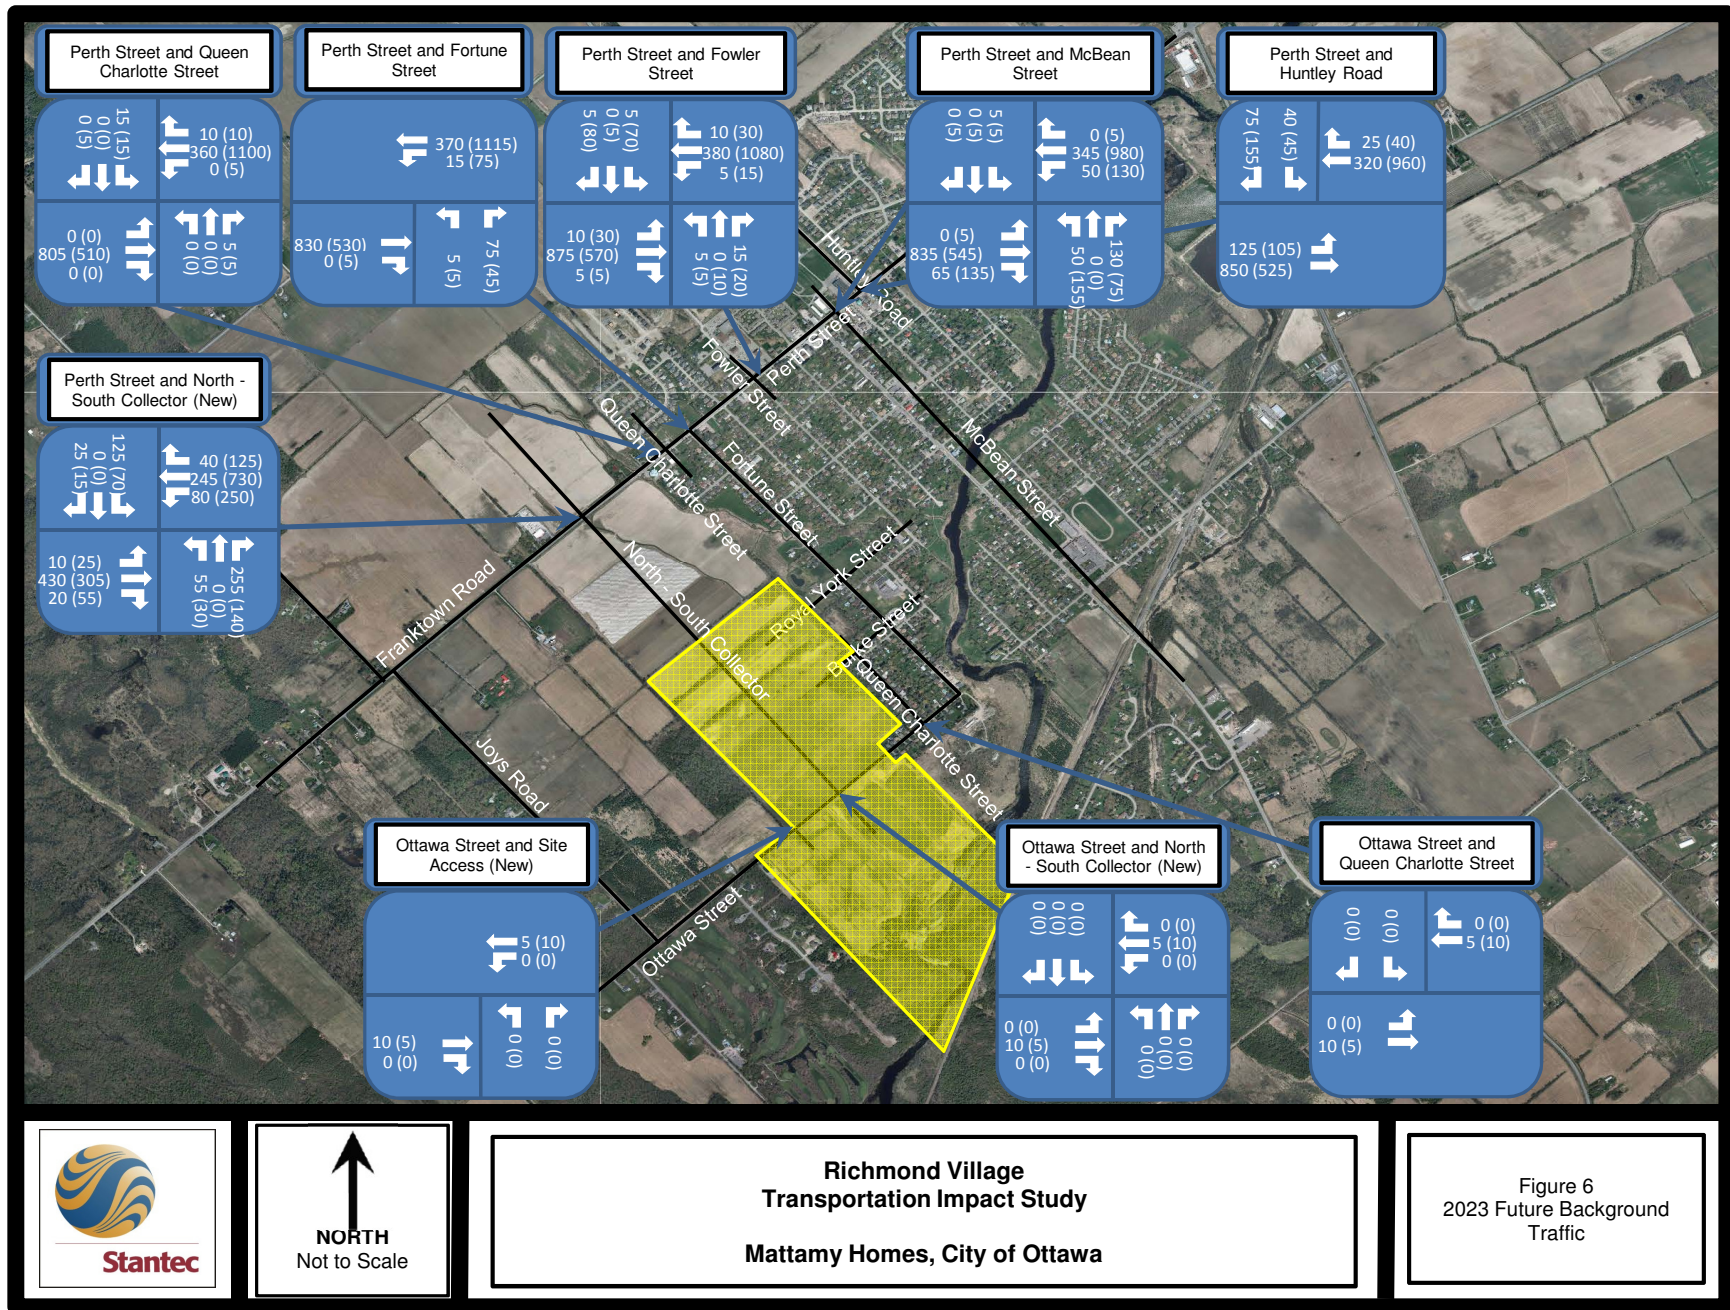 Perth Street and Queen
Charlotte Street
15 (15)
0 (0)
0 (5)
10 (10)
360 (1100)
0 (5)
0 (0)
805 (510)
0 (0)
5 (5)
0 (0)
0 (0)
Perth Street and Fortune
Street
370 (1115)
15 (75)
830 (530)
0 (5)
75 (45)
5 (5)
Perth Street and Fowler
Street
5 (70)
0 (5)
5 (80)
10 (30)
380 (1080)
5 (15)
10 (30)
875 (570)
5 (5)
15 (20)
0 (10)
5 (5)
Perth Street and McBean
Street
5 (5)
0 (5)
0 (5)
0 (5)
345 (980)
50 (130)
0 (5)
835 (545)
65 (135)
130 (75)
0 (0)
50 (155)
Perth Street and
Huntley Road
40 (45)
75 (155)
25 (40)
320 (960)
125 (105)
850 (525)
Perth Street and North -
South Collector (New)
125 (70)
0 (0)
25 (15)
40 (125)
245 (730)
80 (250)
10 (25)
430 (305)
20 (55)
255 (140)
0 (0)
55 (30)
Huntley Road
Perth Street
Fowler Street
Queen Charlotte Street
Fortune Street
McBean Street
Royal York Street
North - South Collector
Franktown Road
Burke Street
Queen Charlotte Street
Joys Road
Ottawa Street
Ottawa Street and Site
Access (New)
5 (10)
0 (0)
10 (5)
0 (0)
0 (0)
0 (0)
Ottawa Street and North
- South Collector (New)
0 (0)
0 (0)
0 (0)
0 (0)
5 (10)
0 (0)
0 (0)
10 (5)
0 (0)
0 (0)
0 (0)
0 (0)
Ottawa Street and
Queen Charlotte Street
0 (0)
0 (0)
0 (0)
5 (10)
0 (0)
10 (5)
Stantec
NORTH
Not to Scale
Richmond Village
Transportation Impact Study
Mattamy Homes, City of Ottawa
Figure 6
2023 Future Background
Traffic